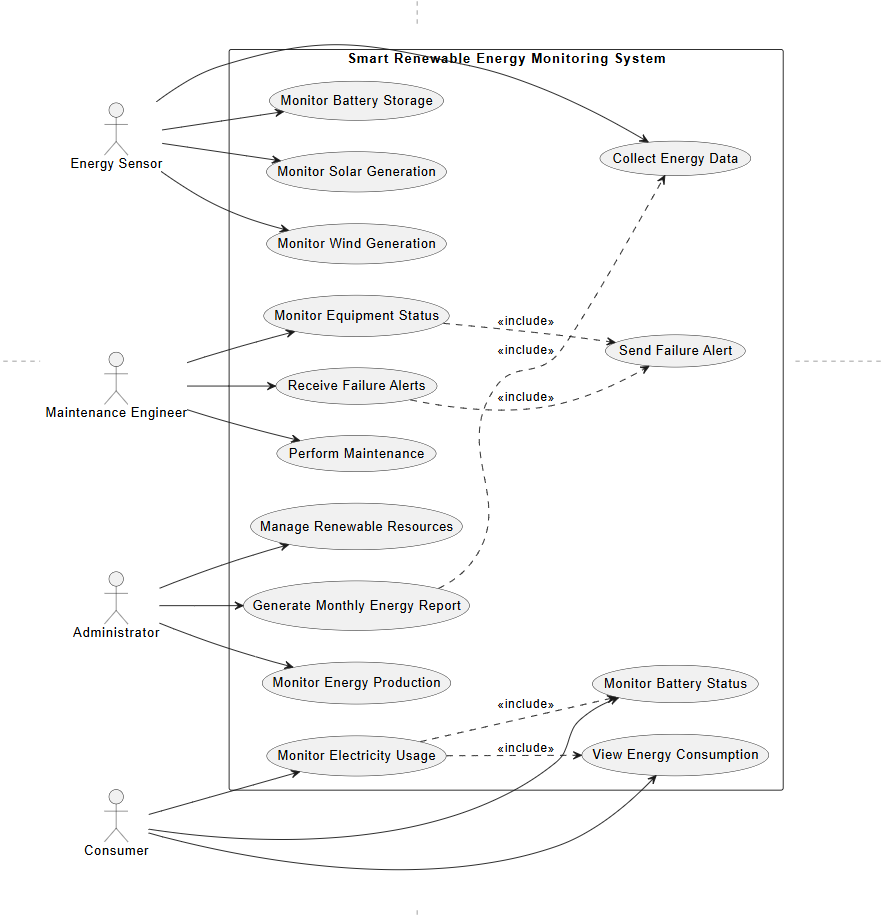 Smart Renewable Energy Monitoring System
Monitor Battery Storage
Energy Sensor
Collect Energy Data
Monitor Solar Generation
Monitor Wind Generation
Monitor Equipment Status
«include»
«include»
Send Failure Alert
Receive Failure Alerts
«include»
Maintenance Engineer
Perform Maintenance
Manage Renewable Resources
Generate Monthly Energy Report
Administrator
Monitor Energy Production
Monitor Battery Status
«include»
Monitor Electricity Usage
«include»
View Energy Consumption
Consumer